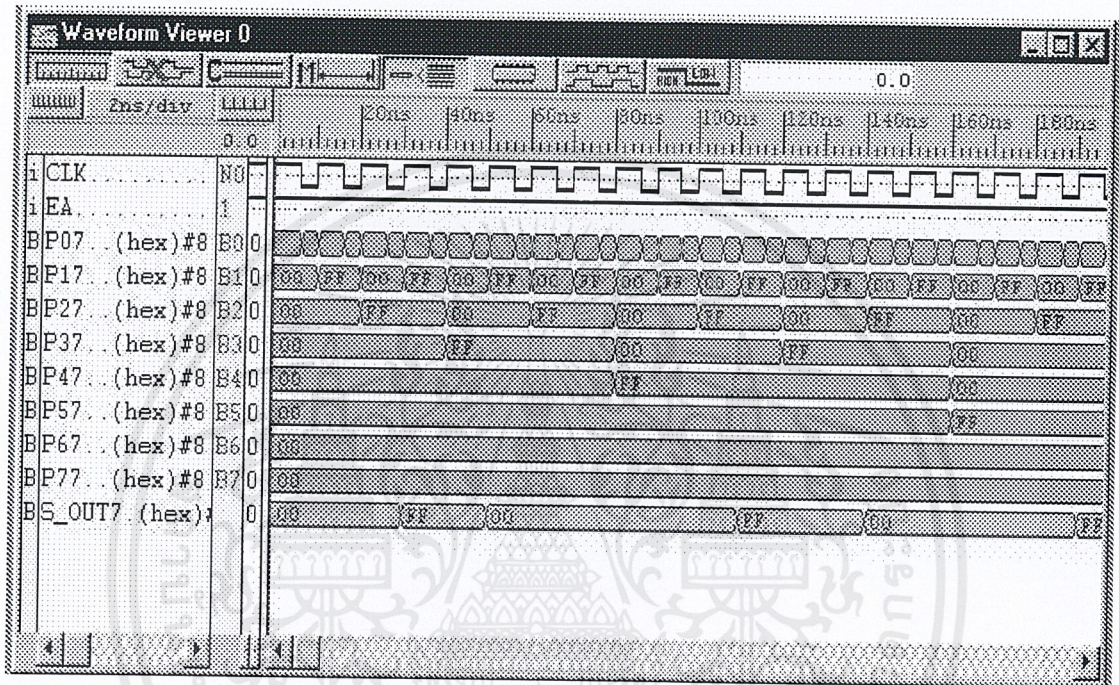 Waveform Viewer 0
0.0
2ns/div
0.0
20ns 40ns 60ns 80ns 100ns 120ns 140ns 160ns 180ns
i CLK. . . . . . . . . . N0
i EA. . . . . . . . . . . 1
B P07. . (hex)#8 B0 0
B P17. . (hex)#8 B1 0 00 FF 00 FF 00 FF 00 FF 00 FF 00 FF 00 FF 00 FF 00 FF 00 FF
B P27. . (hex)#8 B2 0 00 FF 00 FF 00 FF 00 FF 00 FF
B P37. . (hex)#8 B3 0 00 FF 00 FF 00
B P47. . (hex)#8 B4 0 00 FF 00
B P57. . (hex)#8 B5 0 00 FF
B P67. . (hex)#8 B6 0 00
B P77. . (hex)#8 B7 0 00
B S_OUT7. (hex)# 0 00 FF 00 FF 00 FF